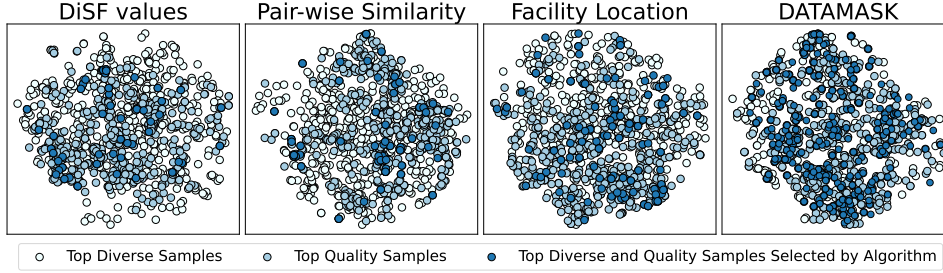 DiSF values
Pair-wise Similarity
Facility Location
DATAMASK
Top Diverse Samples
Top Quality Samples
Top Diverse and Quality Samples Selected by Algorithm